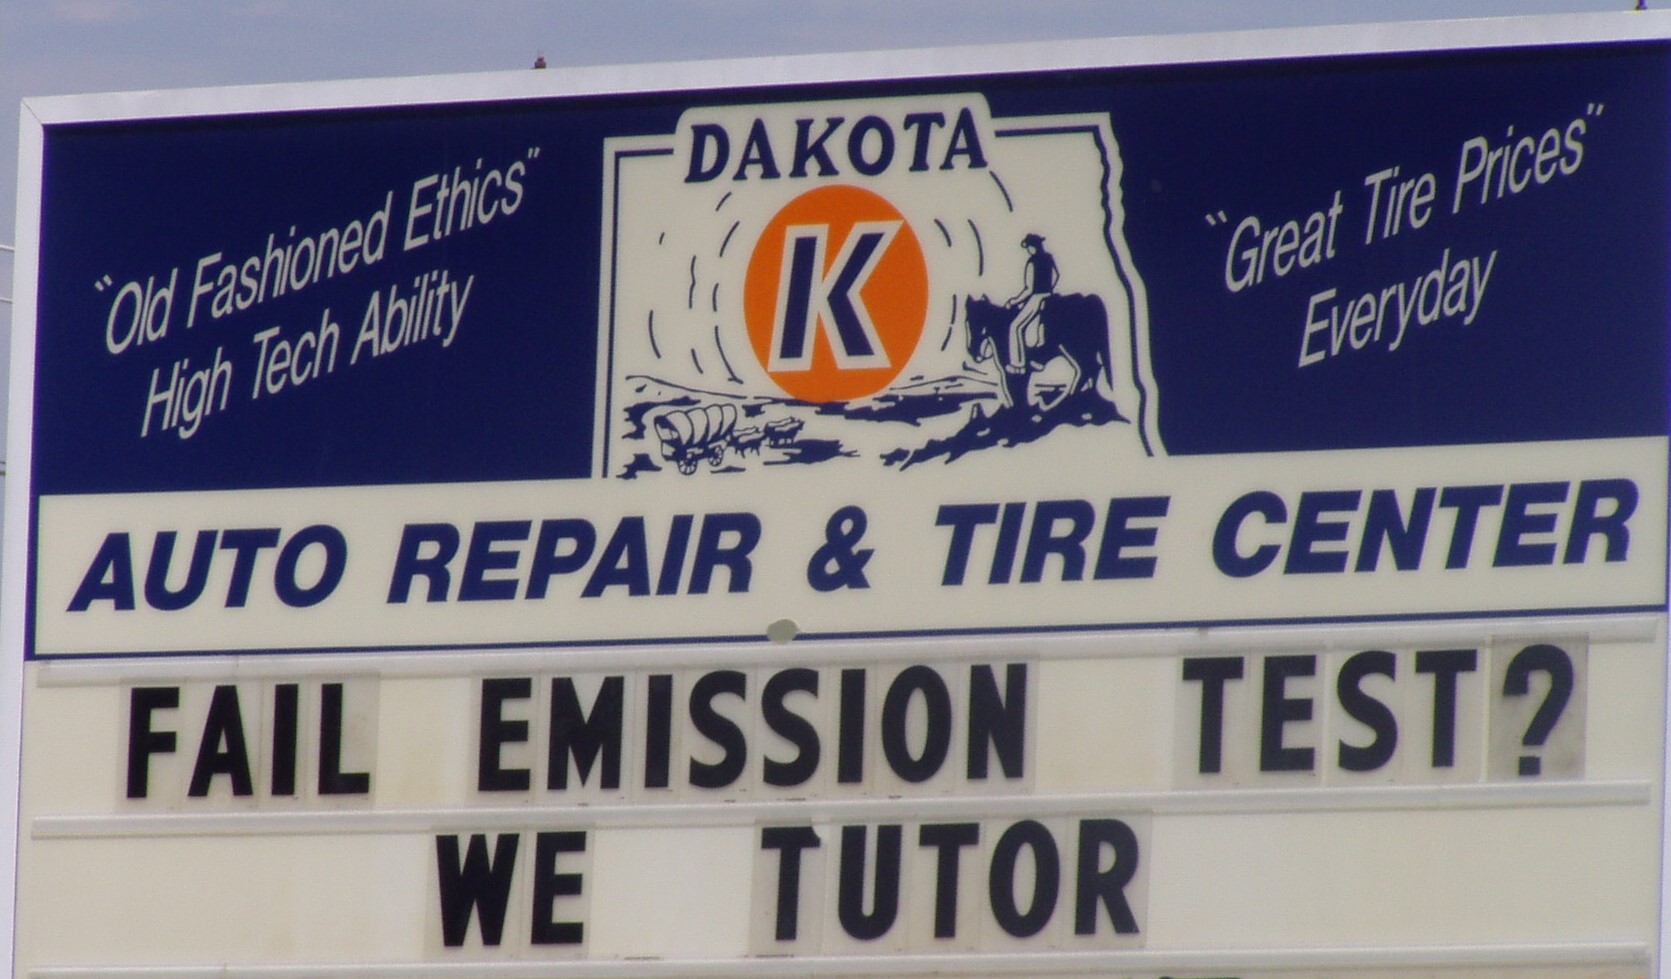 DAKOTA
K
"Old Fashioned Ethics"
High Tech Ability
"Great Tire Prices"
Everyday
AUTO REPAIR & TIRE CENTER
FAIL EMISSION TEST?
WE TUTOR